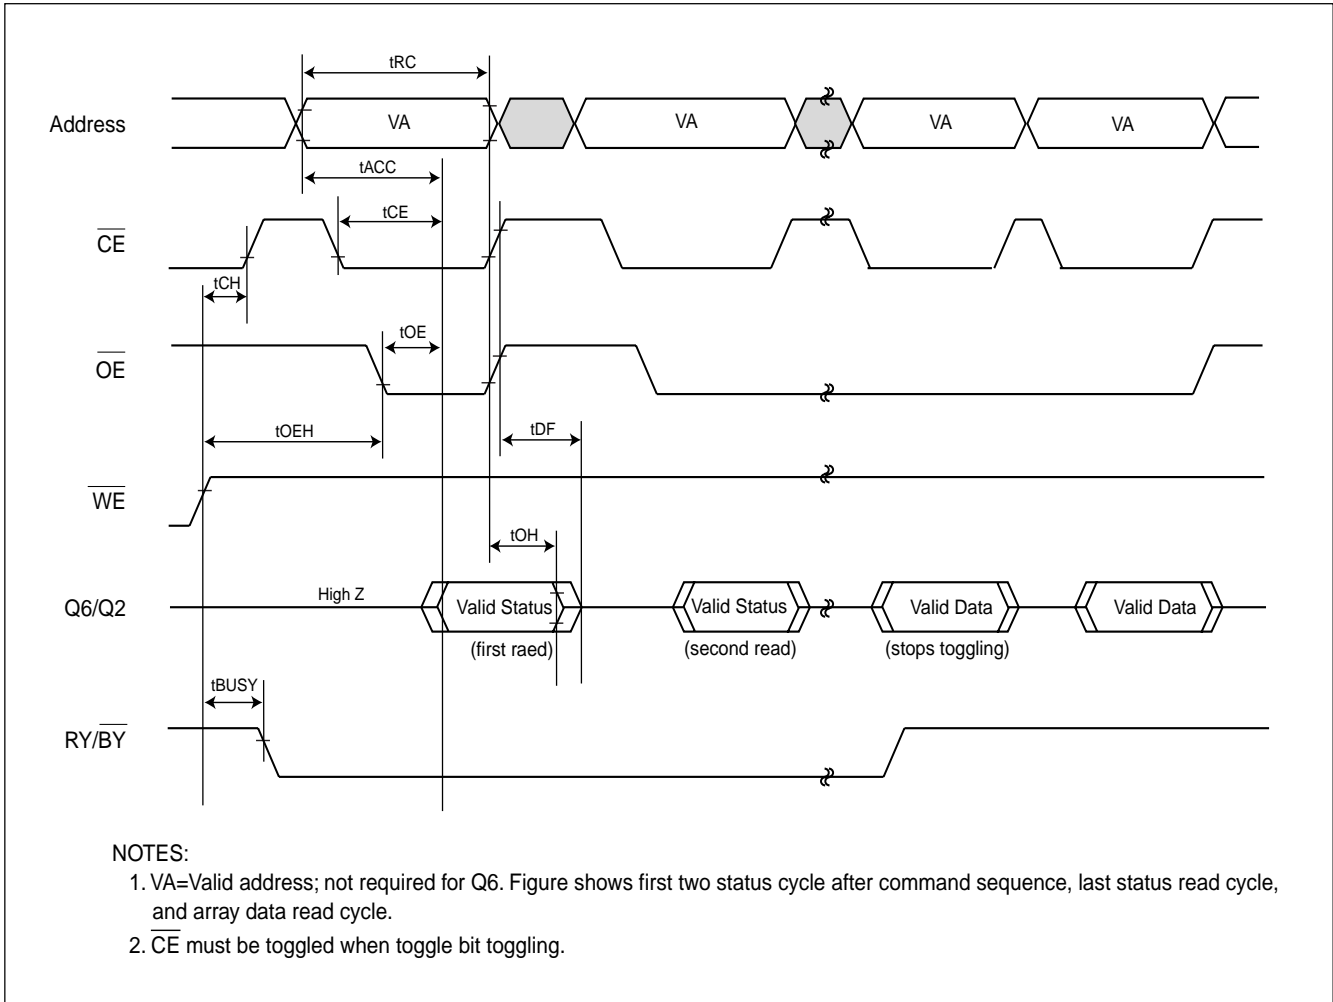 tRC
Address
VA
VA
VA
VA
tACC
tCE
CE
tCH
tOE
OE
tOEH
tDF
WE
tOH
Q6/Q2
High Z
Valid Status
Valid Status
Valid Data
Valid Data
(first raed)
(second read)
(stops toggling)
tBUSY
RY/BY
NOTES:
1. VA=Valid address; not required for Q6. Figure shows first two status cycle after command sequence, last status read cycle,
and array data read cycle.
2. CE must be toggled when toggle bit toggling.